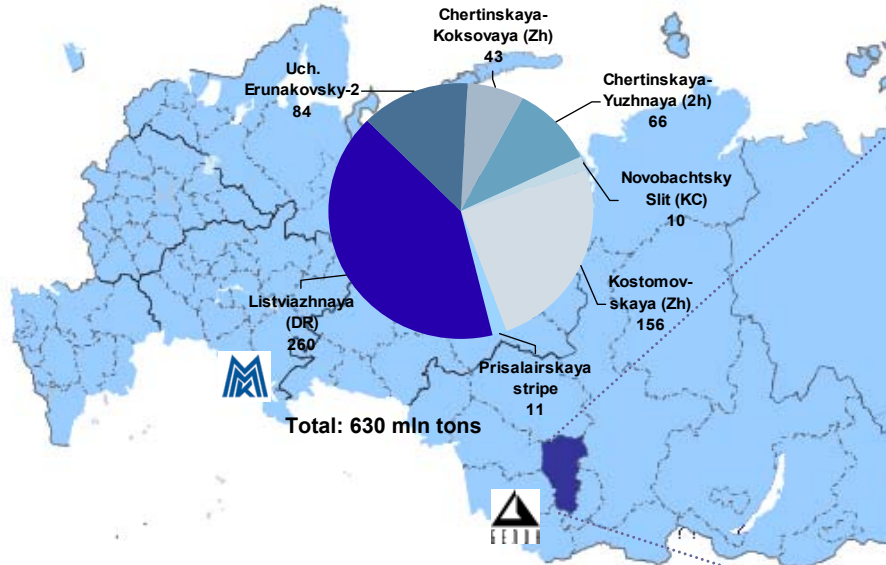 Chertinskaya-
Koksovaya (Zh)
43
Uch.
Erunakovsky-2
84
Chertinskaya-
Yuzhnaya (2h)
66
Novobachtsky
Slit (KC)
10
Kostomov-
skaya (Zh)
156
Listviazhnaya
(DR)
260
Prisalairskaya
stripe
11
Total: 630 mln tons